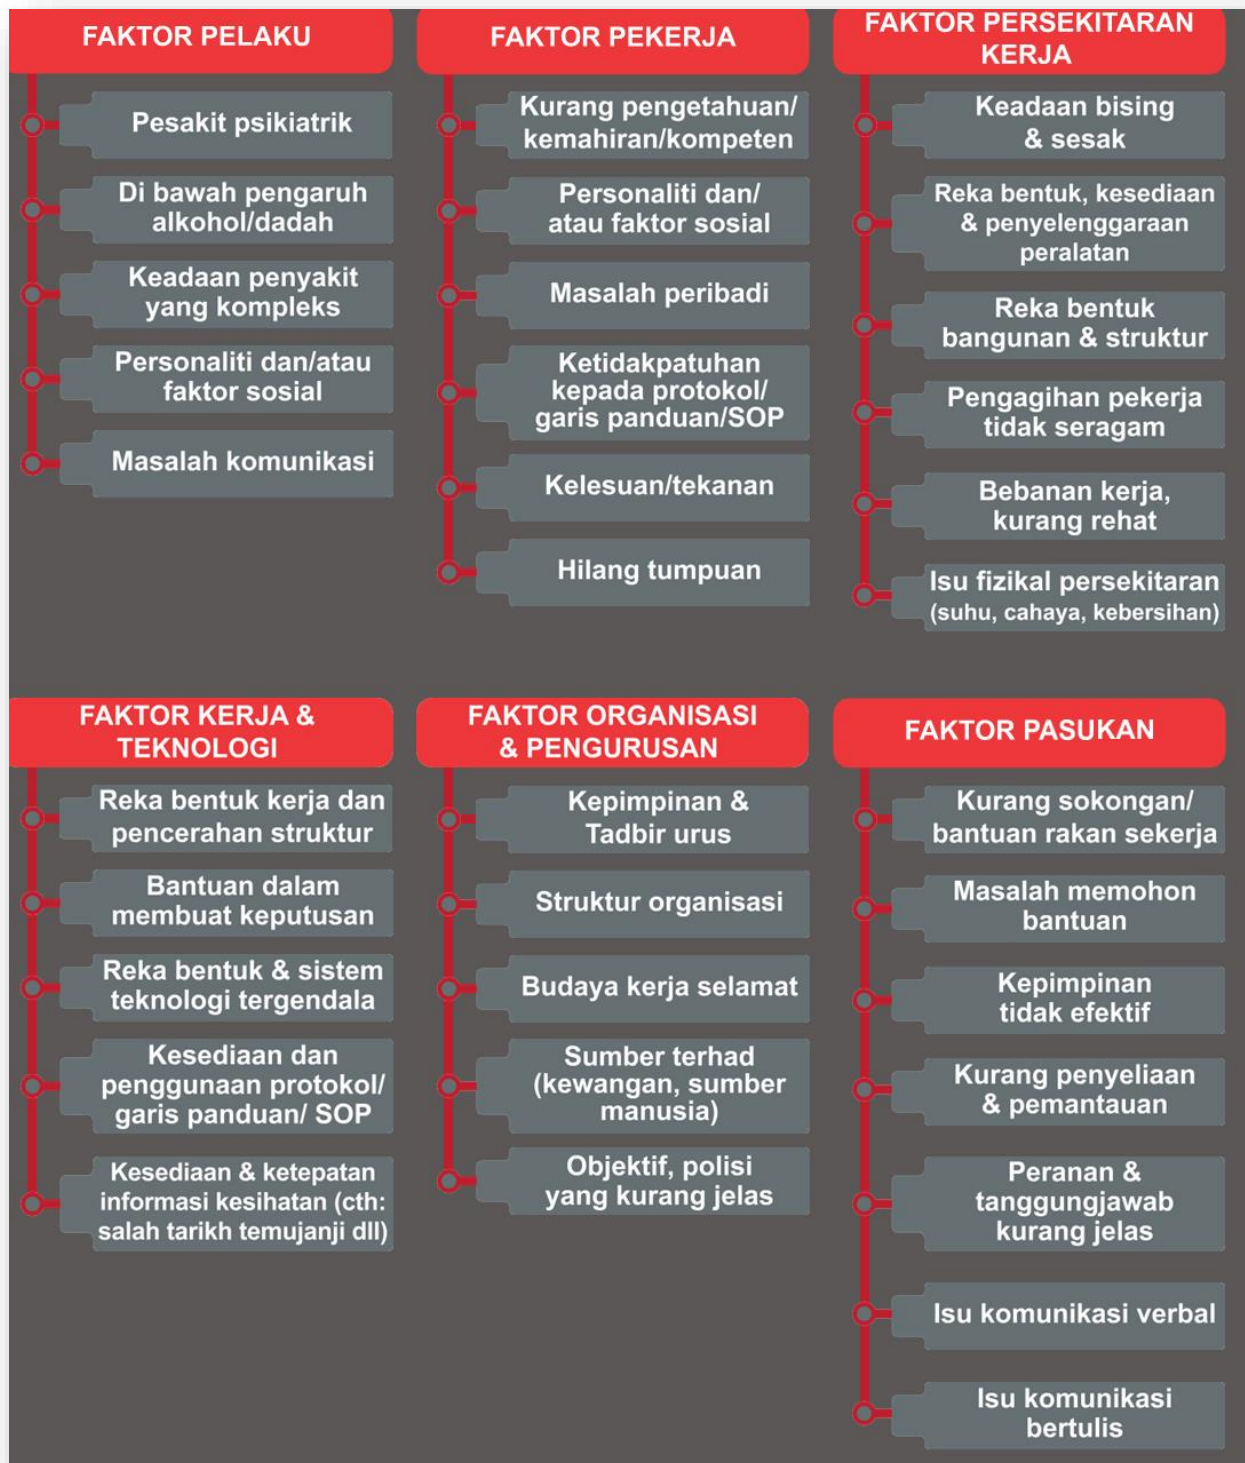 FAKTOR PELAKU
Pesakit psikiatrik
Di bawah pengaruh
alkohol/dadah
Keadaan penyakit
yang kompleks
Personaliti dan/atau
faktor sosial
Masalah komunikasi
FAKTOR PEKERJA
Kurang pengetahuan/
kemahiran/kompeten
Personaliti dan/
atau faktor sosial
Masalah peribadi
Ketidakpatuhan
kepada protokol/
garis panduan/SOP
Kelesuan/tekanan
Hilang tumpuan
FAKTOR PERSEKITARAN
KERJA
Keadaan bising
& sesak
Reka bentuk, kesediaan
& penyelenggaraan
peralatan
Reka bentuk
bangunan & struktur
Pengagihan pekerja
tidak seragam
Bebanan kerja,
kurang rehat
Isu fizikal persekitaran
(suhu, cahaya, kebersihan)
FAKTOR KERJA &
TEKNOLOGI
Reka bentuk kerja dan
pencerahan struktur
Bantuan dalam
membuat keputusan
Reka bentuk & sistem
teknologi tergendala
Kesediaan dan
penggunaan protokol/
garis panduan/ SOP
Kesediaan & ketepatan
informasi kesihatan (cth:
salah tarikh temujanji dll)
FAKTOR ORGANISASI
& PENGURUSAN
Kepimpinan &
Tadbir urus
Struktur organisasi
Budaya kerja selamat
Sumber terhad
(kewangan, sumber
manusia)
Objektif, polisi
yang kurang jelas
FAKTOR PASUKAN
Kurang sokongan/
bantuan rakan sekerja
Masalah memohon
bantuan
Kepimpinan
tidak efektif
Kurang penyeliaan
& pemantauan
Peranan &
tanggungjawab
kurang jelas
Isu komunikasi verbal
Isu komunikasi
bertulis